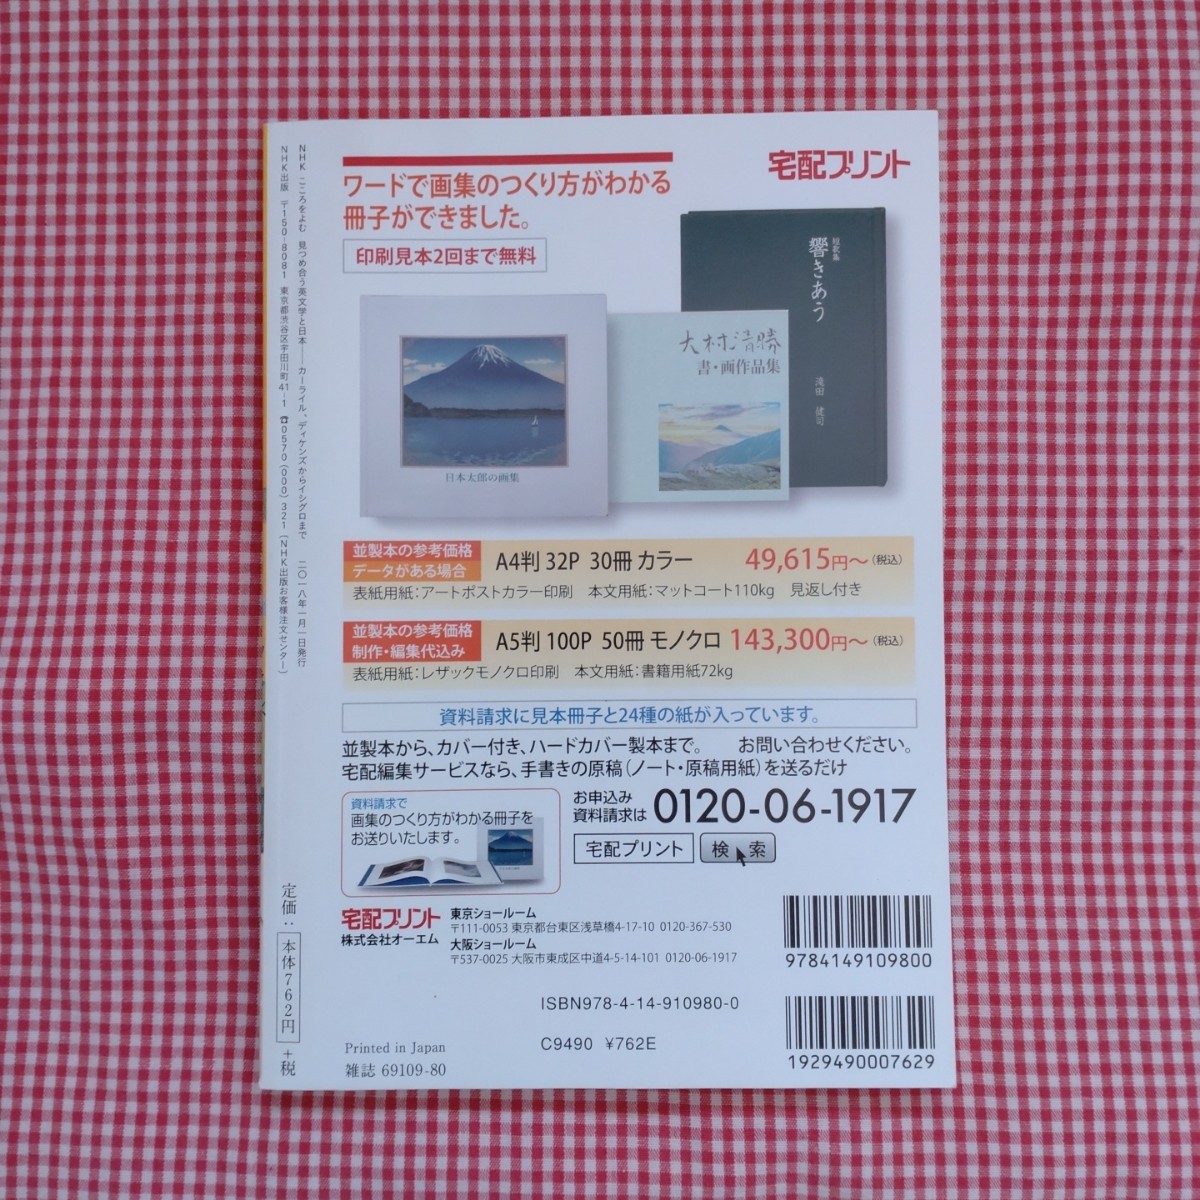 NHK こころをよむ 見つめ合う英文学と日本――カーライル、ディケンズからイシグロまで 二〇一八年一月一日発行
NHK出版 〒150-8081 東京都渋谷区宇田川町41-1 ☎0570(000)321〔NHK出版お客様注文センター〕
定価：本体762円+税
宅配プリント
ワードで画集のつくり方がわかる
冊子ができました。
印刷見本2回まで無料
短歌集
響きあう
滝田 健司
大村清勝
書・画作品集
日本太郎の画集
並製本の参考価格
データがある場合
A4判 32P 30冊 カラー 49,615円〜(税込)
表紙用紙:アートポストカラー印刷 本文用紙:マットコート110kg 見返し付き
並製本の参考価格
制作・編集代込み
A5判 100P 50冊 モノクロ 143,300円〜(税込)
表紙用紙:レザックモノクロ印刷 本文用紙:書籍用紙72kg
資料請求に見本冊子と24種の紙が入っています。
並製本から、カバー付き、ハードカバー製本まで。 お問い合わせください。
宅配編集サービスなら、手書きの原稿(ノート・原稿用紙)を送るだけ
資料請求で
画集のつくり方がわかる冊子を
お送りいたします。
お申込み
資料請求は 0120-06-1917
宅配プリント 検索
宅配プリント
株式会社オーエム
東京ショールーム
〒111-0053 東京都台東区浅草橋4-17-10 0120-367-530
大阪ショールーム
〒537-0025 大阪市東成区中道4-5-14-101 0120-06-1917
9784149109800
ISBN978-4-14-910980-0
C9490 ¥762E
1929490007629
Printed in Japan
雑誌 69109-80